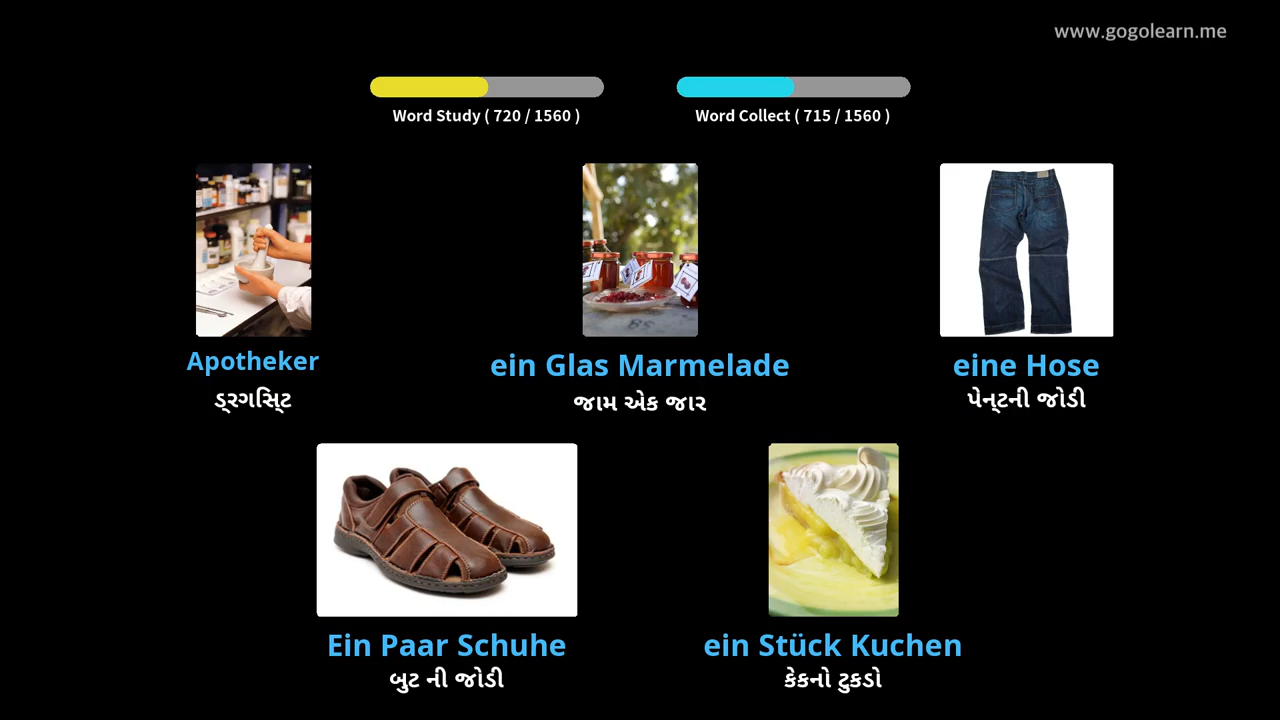 www.gogolearn.me
Word Study ( 720 / 1560 )
Word Collect ( 715 / 1560 )
Apotheker
ડ્રગિસ્ટ
ein Glas Marmelade
જામ એક જાર
eine Hose
પેન્ટની જોડી
Ein Paar Schuhe
બુટ ની જોડી
ein Stück Kuchen
કેકનો ટુકડો